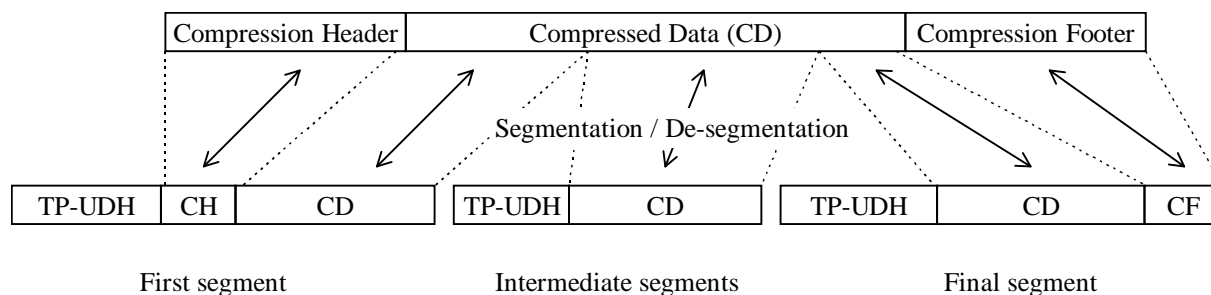 Compression Header Compressed Data (CD) Compression Footer
Segmentation / De-segmentation
TP-UDH CH CD TP-UDH CD TP-UDH CD CF
First segment Intermediate segments Final segment